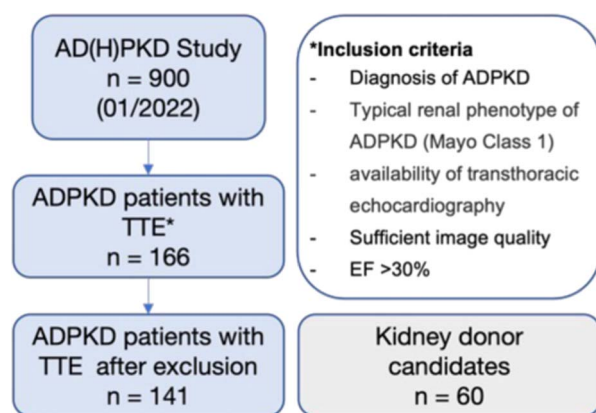 AD(H)PKD Study
n = 900
(01/2022)
ADPKD patients with
TTE*
n = 166
ADPKD patients with
TTE after exclusion
n = 141
*Inclusion criteria
- Diagnosis of ADPKD
- Typical renal phenotype of
ADPKD (Mayo Class 1)
- availability of transthoracic
echocardiography
- Sufficient image quality
- EF >30%
Kidney donor
candidates
n = 60